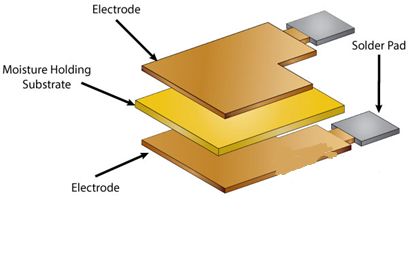 Electrode
Solder Pad
Moisture Holding
Substrate
Electrode